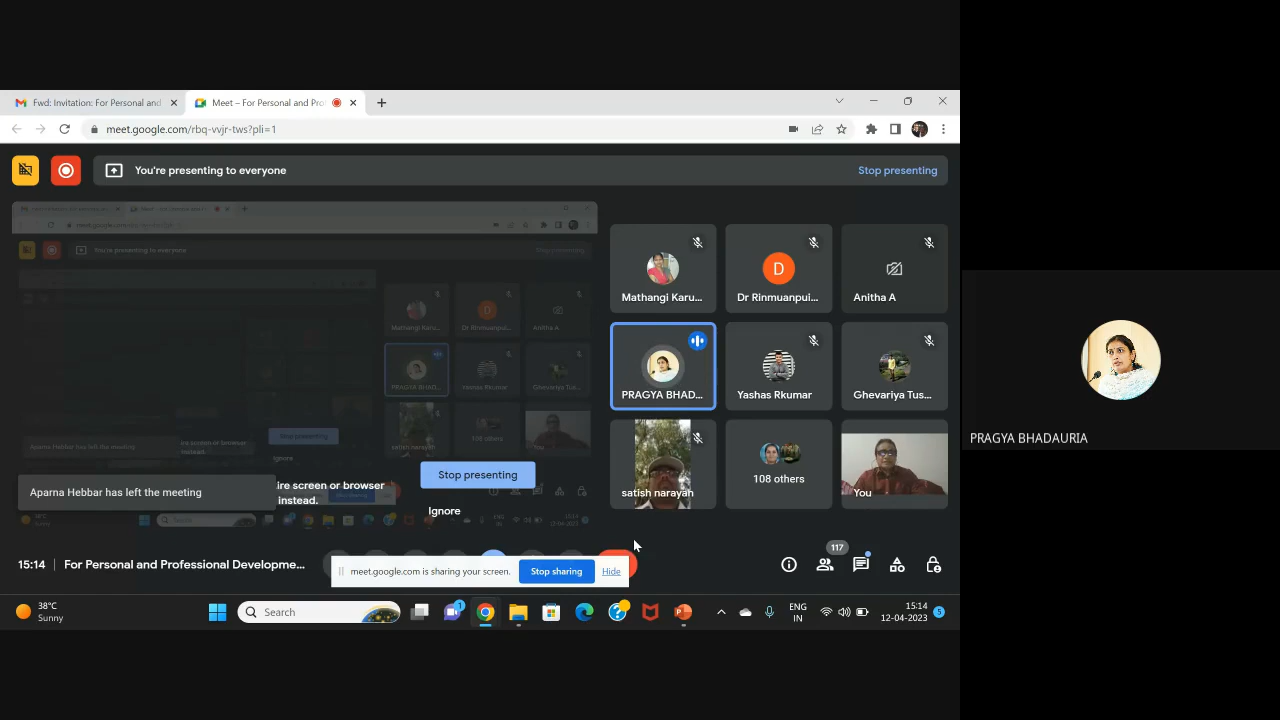 Fwd: Invitation: For Personal and
Meet – For Personal and Pro
meet.google.com/rbq-vvjr-tws?pli=1
You're presenting to everyone
Stop presenting
Mathangi Karu...
Dr Rinmuanpui...
Anitha A
D
PRAGYA BHAD...
Yashas Rkumar
Ghevariya Tus...
satish narayan
108 others
You
Aparna Hebbar has left the meeting
ire screen or browser
instead.
Stop presenting
Ignore
15:14
For Personal and Professional Developme...
meet.google.com is sharing your screen.
Stop sharing
Hide
117
38°C
Sunny
Search
1
ENG
IN
15:14
12-04-2023
5
PRAGYA BHADAURIA